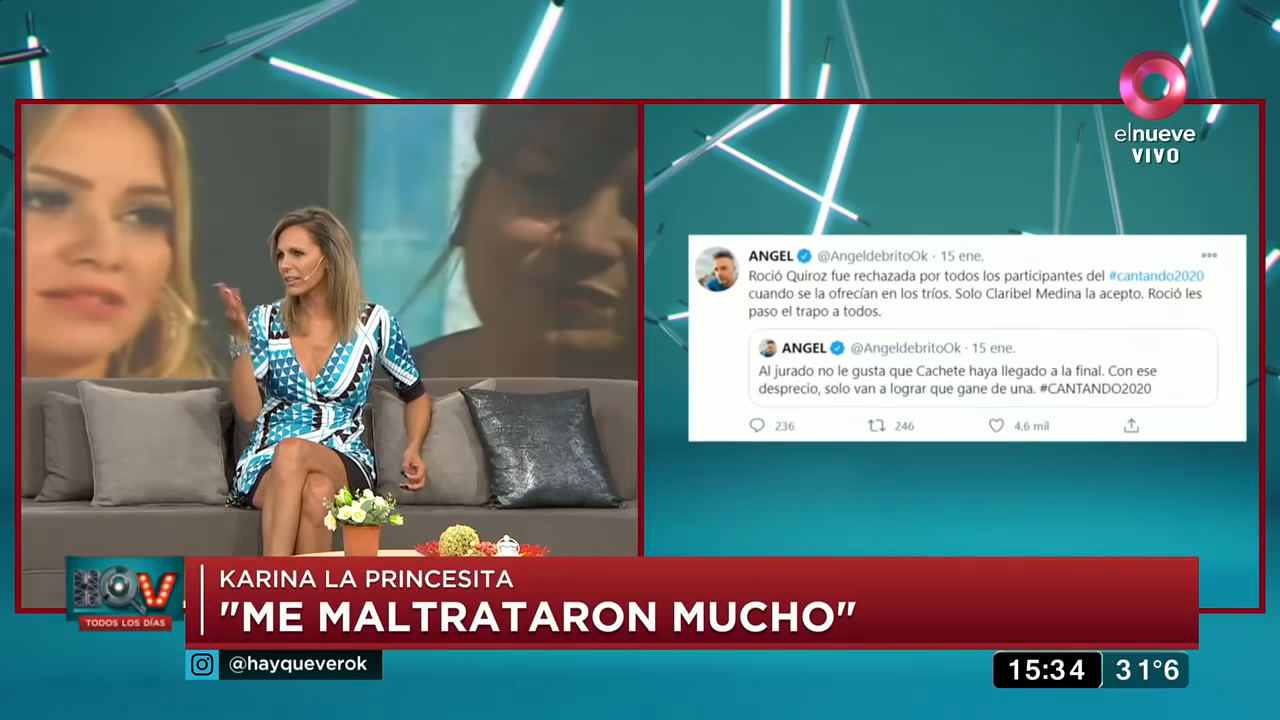 elnueve
VIVO
ANGEL @AngeldebritoOk · 15 ene.
Roció Quiroz fue rechazada por todos los participantes del #cantando2020
cuando se la ofrecían en los tríos. Solo Claribel Medina la acepto. Roció les
paso el trapo a todos.
ANGEL @AngeldebritoOk · 15 ene.
Al jurado no le gusta que Cachete haya llegado a la final. Con ese
desprecio, solo van a lograr que gane de una. #CANTANDO2020
236 246 4,6 mil
HQV
TODOS LOS DÍAS
KARINA LA PRINCESITA
"ME MALTRATARON MUCHO"
@hayqueverok
15:34 31°6